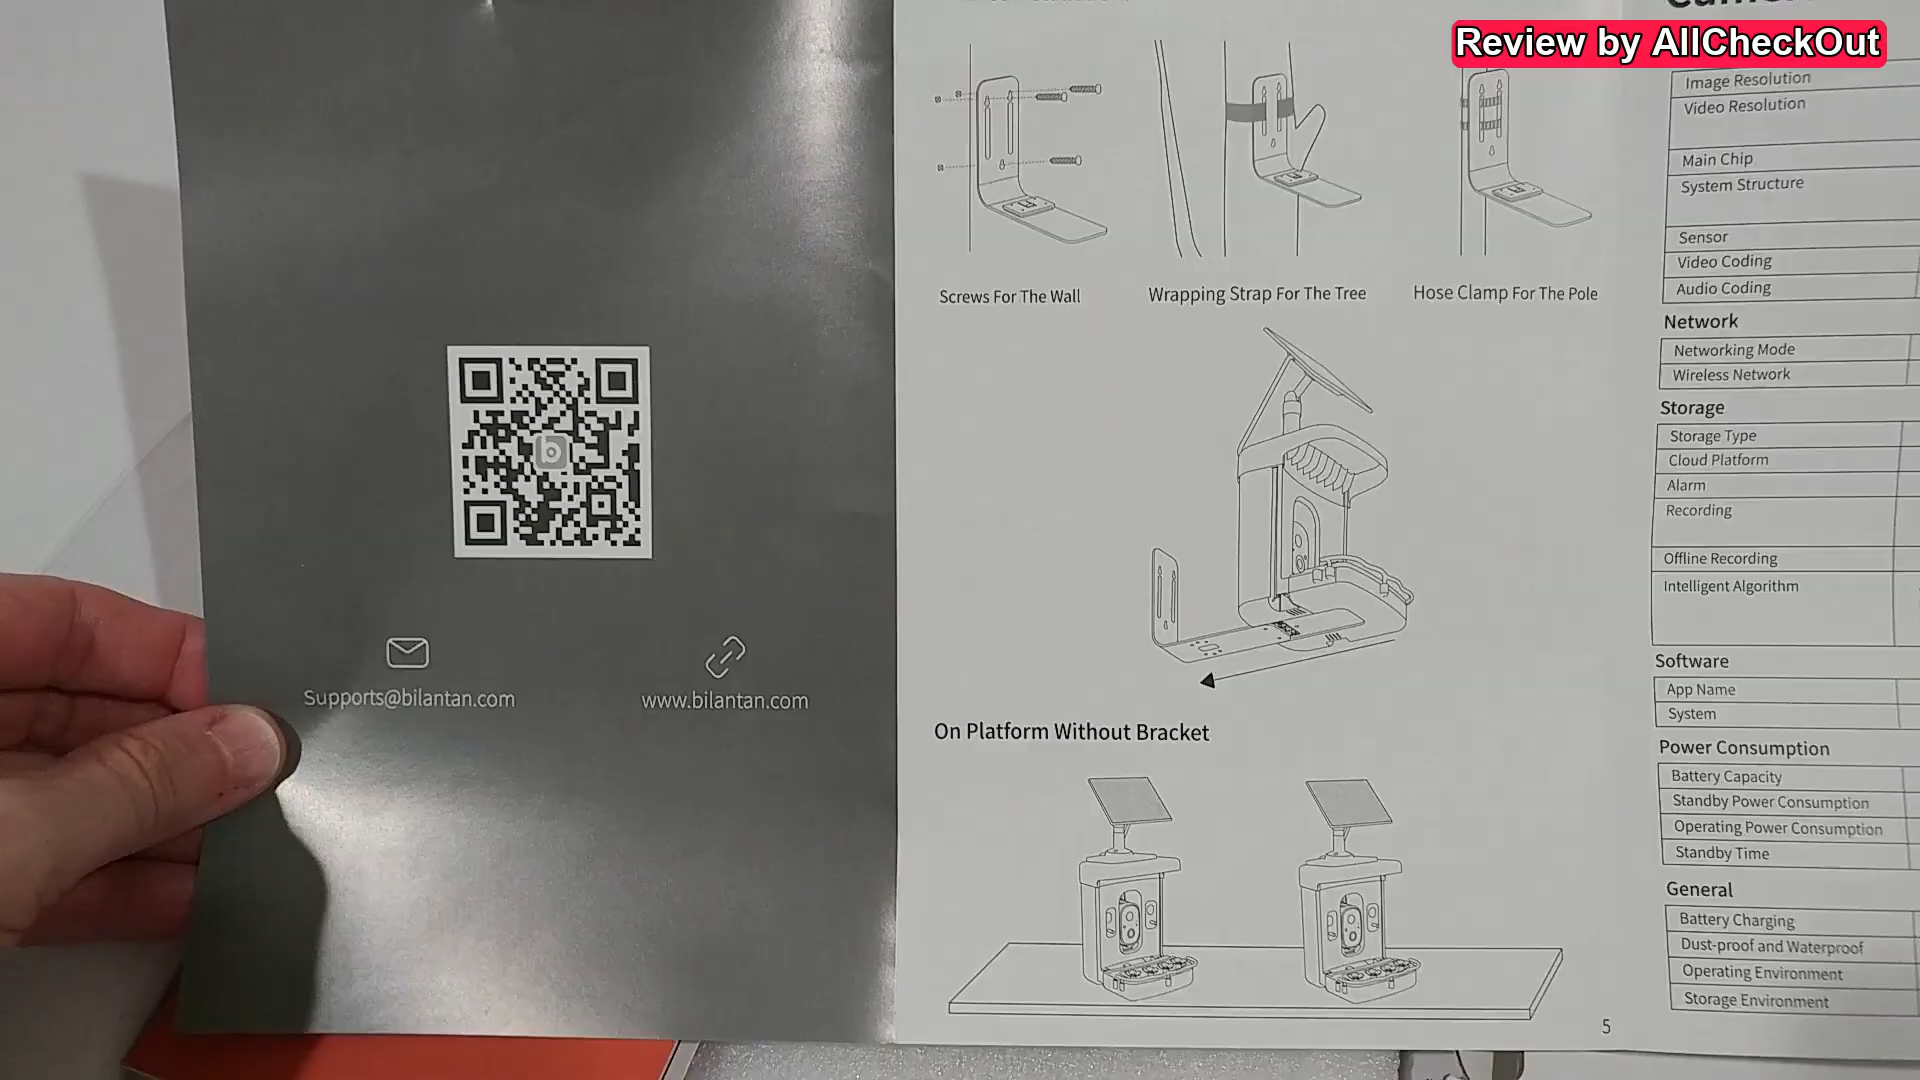 Review by AllCheckOut
Supports@bilantan.com
www.bilantan.com
Screws For The Wall
Wrapping Strap For The Tree
Hose Clamp For The Pole
On Platform Without Bracket
5
Image Resolution
Video Resolution
Main Chip
System Structure
Sensor
Video Coding
Audio Coding
Network
Networking Mode
Wireless Network
Storage
Storage Type
Cloud Platform
Alarm
Recording
Offline Recording
Intelligent Algorithm
Software
App Name
System
Power Consumption
Battery Capacity
Standby Power Consumption
Operating Power Consumption
Standby Time
General
Battery Charging
Dust-proof and Waterproof
Operating Environment
Storage Environment